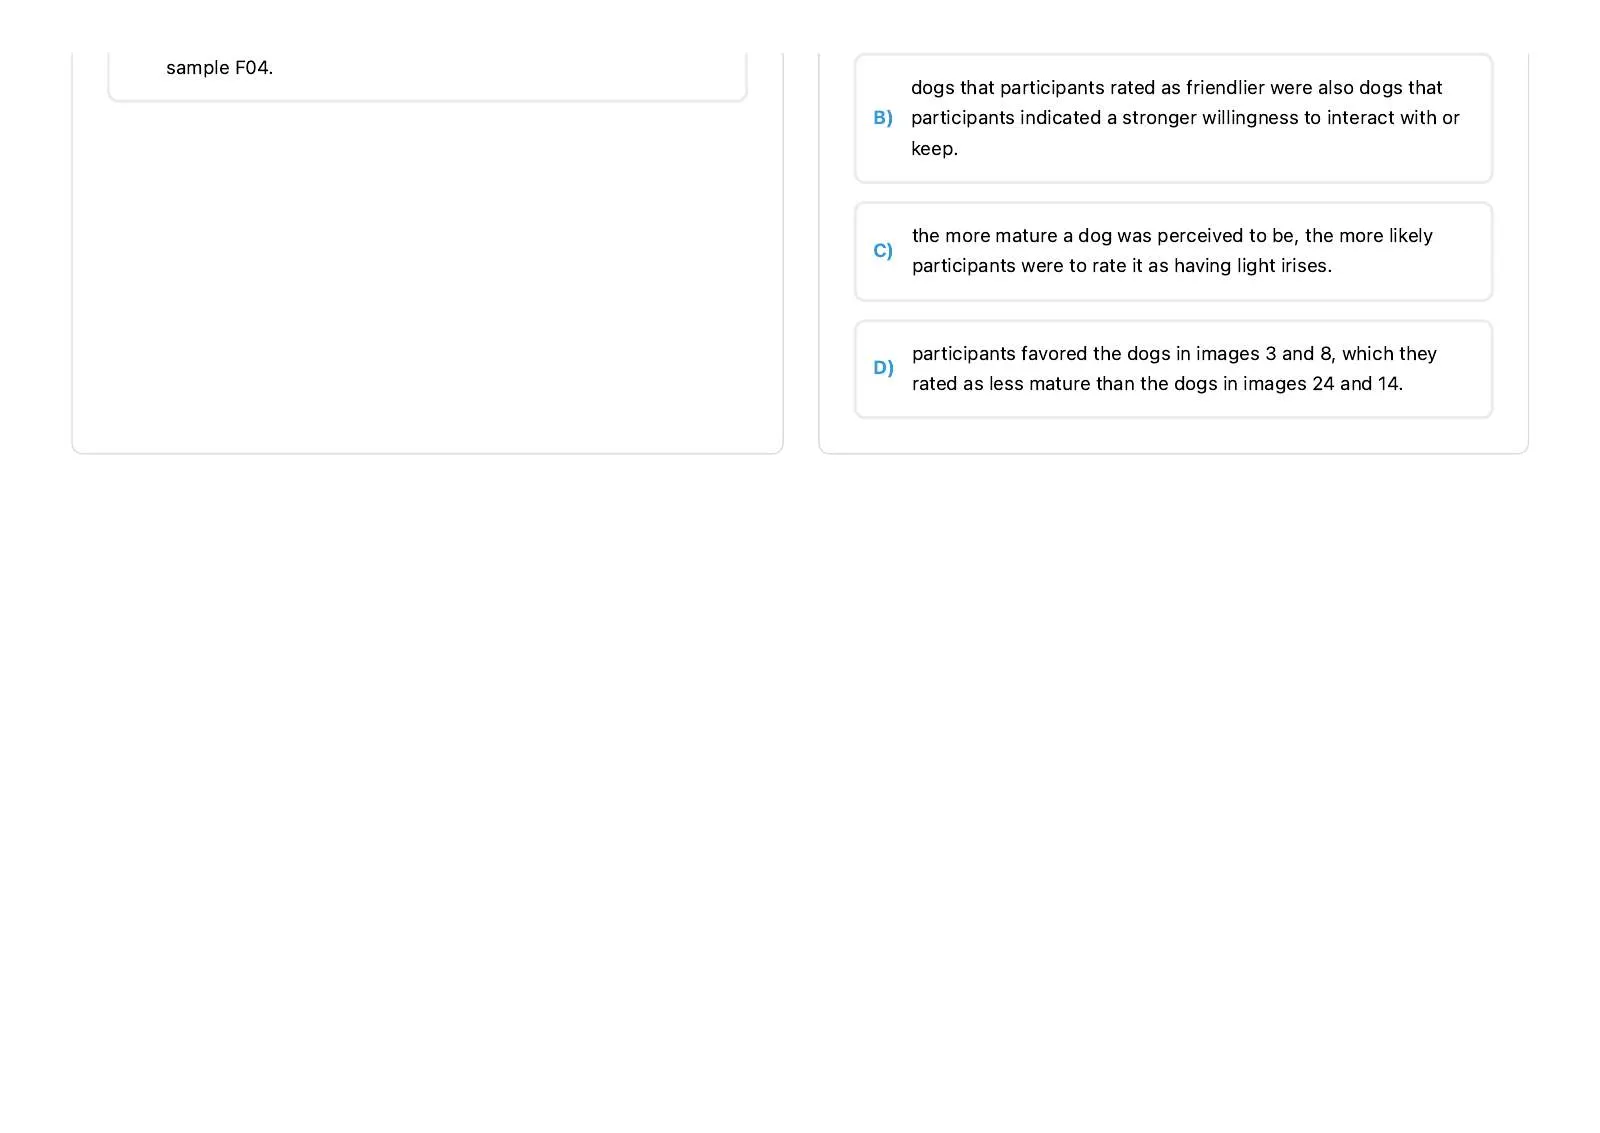 sample F04.
B)
dogs that participants rated as friendlier were also dogs that
participants indicated a stronger willingness to interact with or
keep.
C)
the more mature a dog was perceived to be, the more likely
participants were to rate it as having light irises.
D)
participants favored the dogs in images 3 and 8, which they
rated as less mature than the dogs in images 24 and 14.